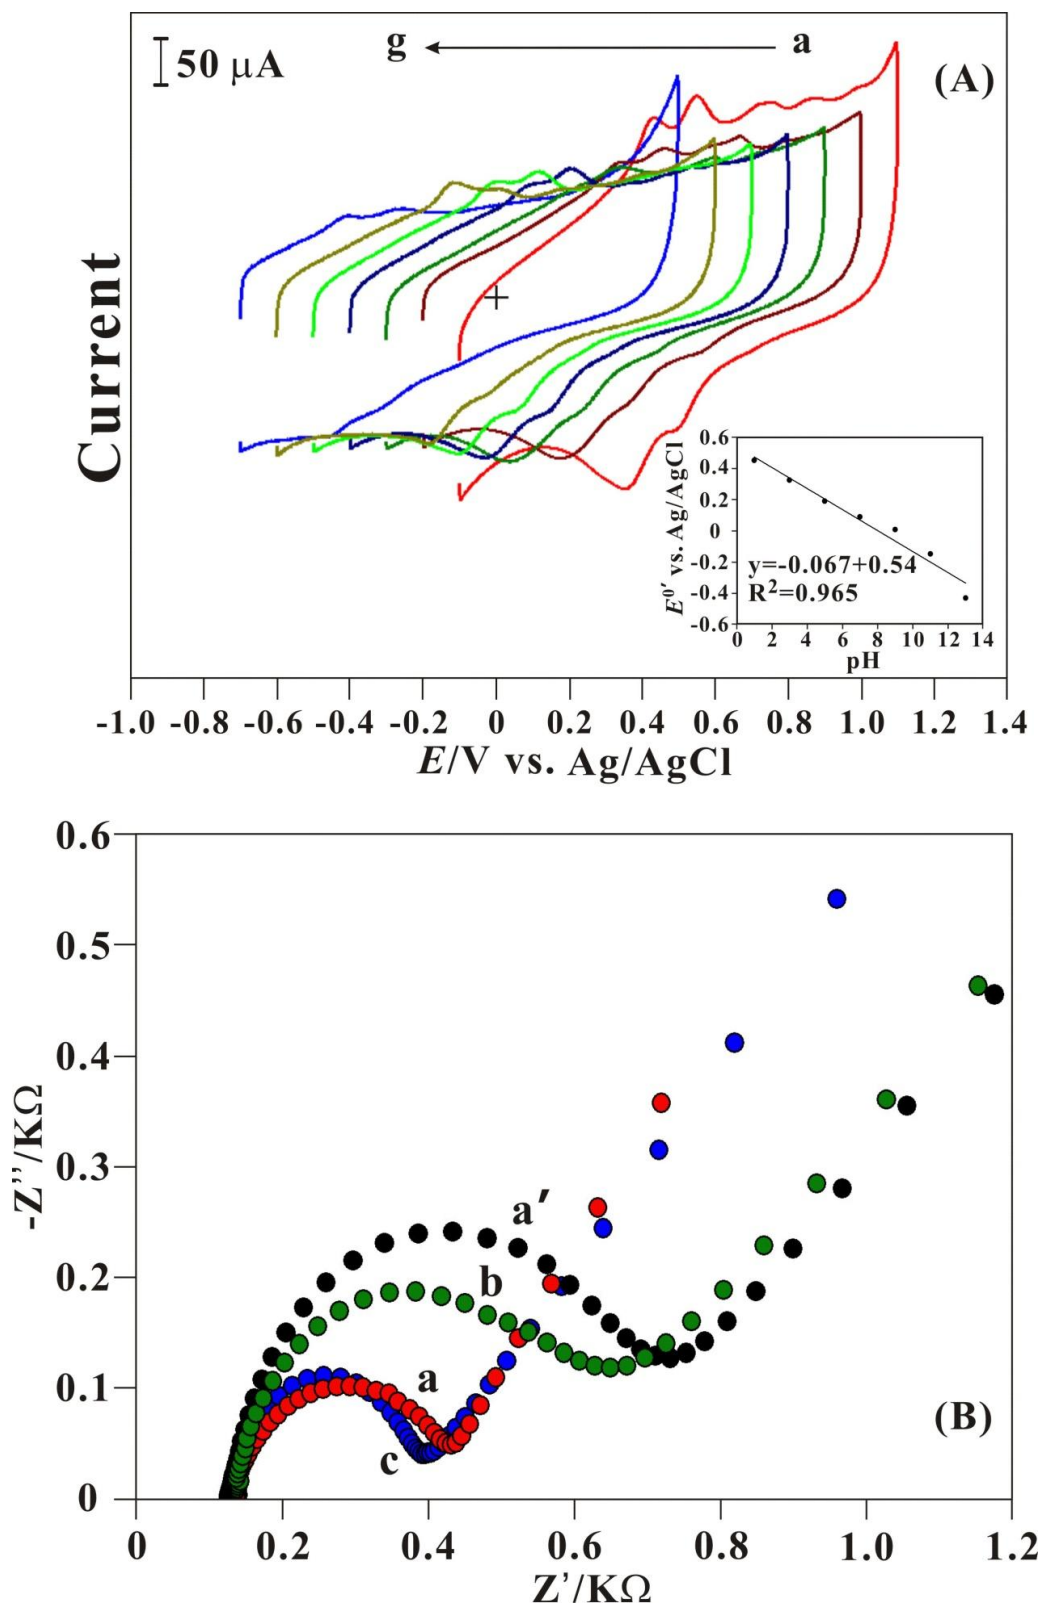 g a
50 μA
(A)
Current
0.6
0.4
0.2
0
-0.2
-0.4
-0.6
E0′ vs. Ag/AgCl
y=-0.067+0.54
R2=0.965
0 2 4 6 8 10 12 14
pH
-1.0 -0.8 -0.6 -0.4 -0.2 0 0.2 0.4 0.6 0.8 1.0 1.2 1.4
E/V vs. Ag/AgCl
0.6
0.5
0.4
0.3
0.2
0.1
0
-Z’’/KΩ
a′
b
a
c
(B)
0 0.2 0.4 0.6 0.8 1.0 1.2
Z’/KΩ